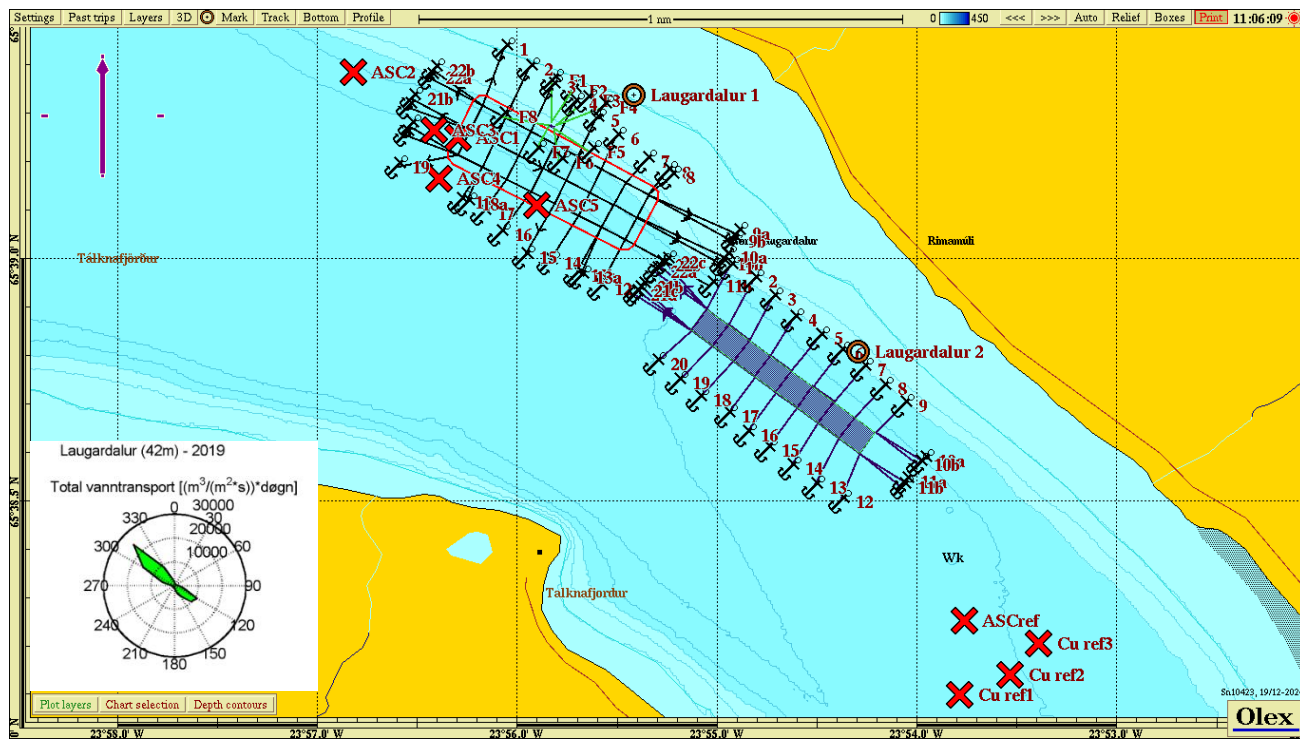 Settings Past trips Layers 3D Mark Track Bottom Profile 1 nm 0 450 <<< >>> Auto Relief Boxes Print 11:06:09
ASC2
22b
22a
21b
1
2
F1
F2
3
F3
4
F4
5
6
7
8
Laugardalur 1
F8
ASC3
ASC1
F7
F6
F5
19
ASC4
18a
17
16
15
14
13a
12
ASC5
9a
9b
10a
Laugardalur
Rimamúli
Tálknafjörður
22c
22a
21b
11b
2
3
4
5
6
7
8
9
Laugardalur 2
20
19
18
17
16
15
14
13
12
10b
11a
11b
65°39.0' N
65°38.5' N
Laugardalur (42m) - 2019
Total vanntransport [(m³/(m²*s))*døgn]
0
30
60
90
120
150
180
210
240
270
300
330
30000
20000
10000
Talknafjordur
Wk
ASCref
Cu ref3
Cu ref2
Cu ref1
Plot layers Chart selection Depth contours
Olex
23°58.0' W 23°57.0' W 23°56.0' W 23°55.0' W 23°54.0' W 23°53.0' W